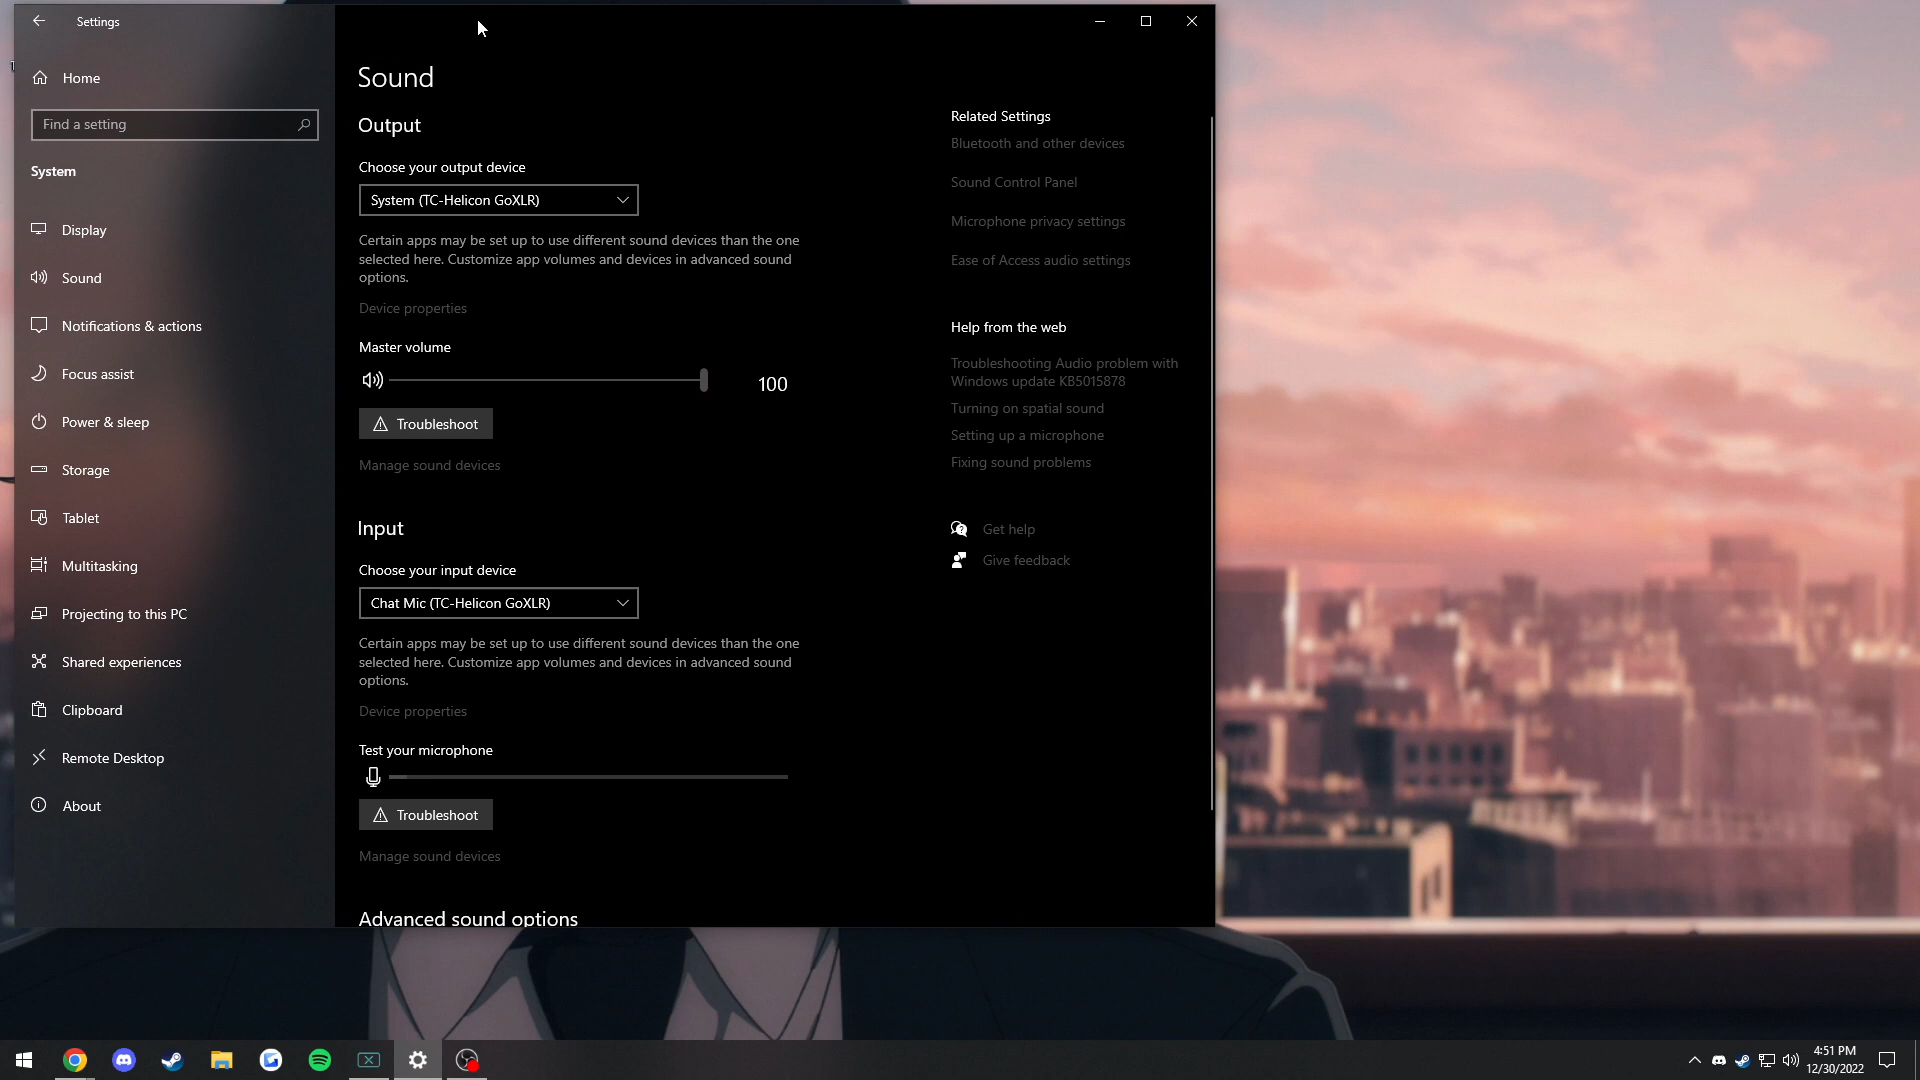 Settings
Home
Find a setting
System
Display
Sound
Notifications & actions
Focus assist
Power & sleep
Storage
Tablet
Multitasking
Projecting to this PC
Shared experiences
Clipboard
Remote Desktop
About
Sound
Output
Choose your output device
System (TC-Helicon GoXLR)
Certain apps may be set up to use different sound devices than the one
selected here. Customize app volumes and devices in advanced sound
options.
Device properties
Master volume
100
Troubleshoot
Manage sound devices
Input
Choose your input device
Chat Mic (TC-Helicon GoXLR)
Certain apps may be set up to use different sound devices than the one
selected here. Customize app volumes and devices in advanced sound
options.
Device properties
Test your microphone
Troubleshoot
Manage sound devices
Advanced sound options
Related Settings
Bluetooth and other devices
Sound Control Panel
Microphone privacy settings
Ease of Access audio settings
Help from the web
Troubleshooting Audio problem with
Windows update KB5015878
Turning on spatial sound
Setting up a microphone
Fixing sound problems
Get help
Give feedback
4:51 PM
12/30/2022